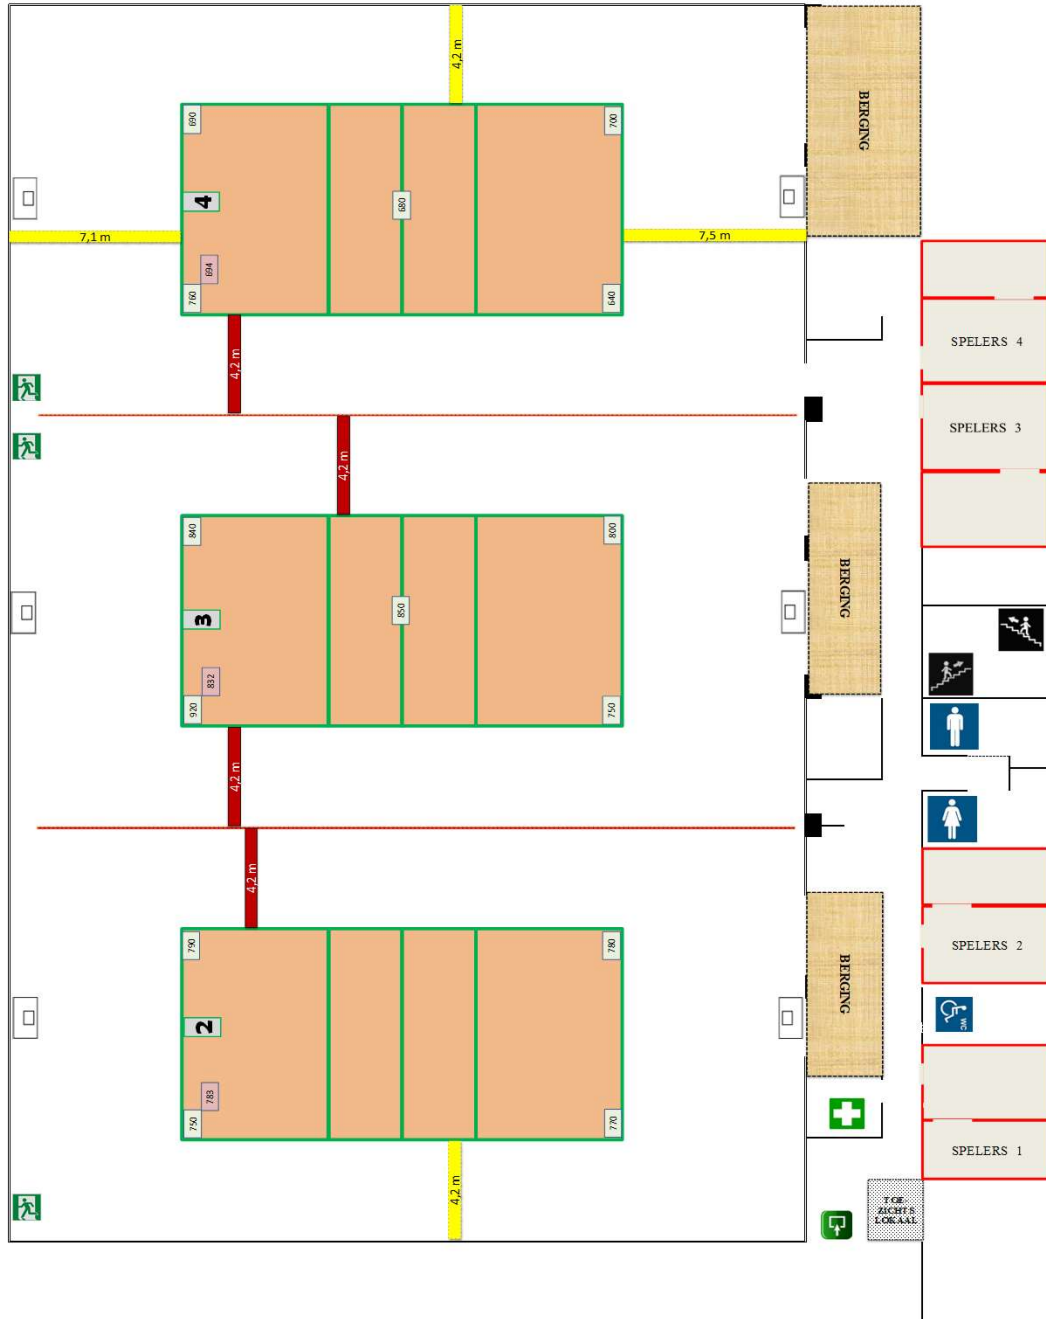 4,2 m
BERGING
690
700
4
680
7,1 m
7,5 m
694
760
640
4,2 m
SPELERS 4
SPELERS 3
4,2 m
840
800
BERGING
3
850
832
920
750
4,2 m
4,2 m
790
780
SPELERS 2
BERGING
2
WC
783
750
770
SPELERS 1
4,2 m
TOE-
ZICHTS
LOKAAL